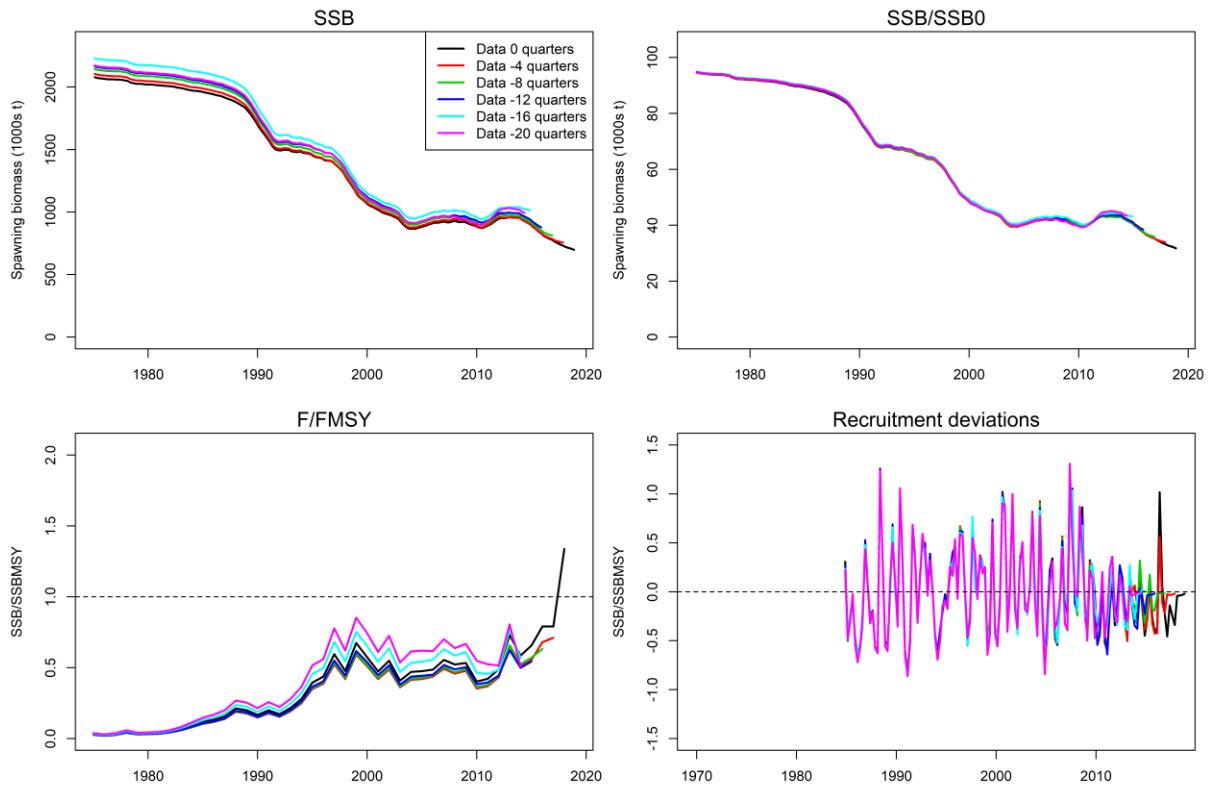 SSB
Spawning biomass (1000s t)
2000
1500
1000
500
0
1980 1990 2000 2010 2020
Data 0 quarters
Data -4 quarters
Data -8 quarters
Data -12 quarters
Data -16 quarters
Data -20 quarters
SSB/SSB0
Spawning biomass (1000s t)
100
80
60
40
20
0
1980 1990 2000 2010 2020
F/FMSY
SSB/SSBMSY
2.0
1.5
1.0
0.5
0.0
1980 1990 2000 2010 2020
Recruitment deviations
SSB/SSBMSY
1.5
1.0
0.5
0.0
-0.5
-1.0
-1.5
1970 1980 1990 2000 2010